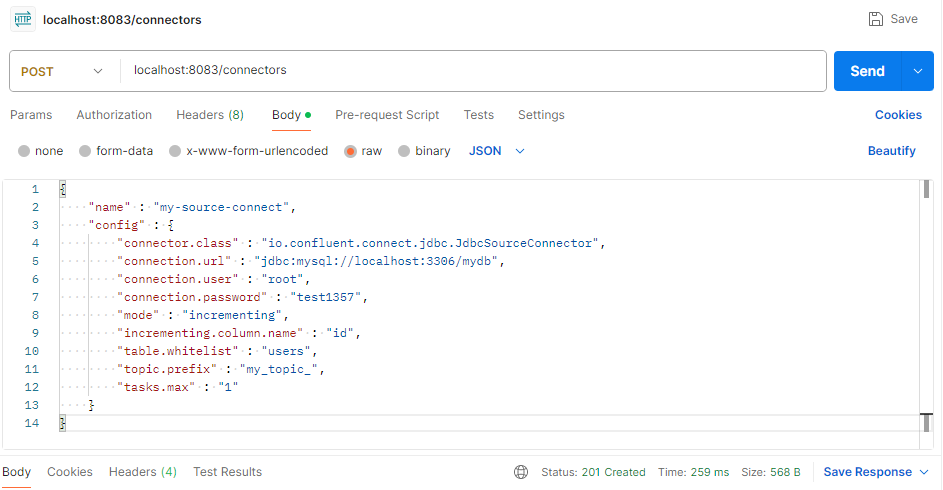 HTTP localhost:8083/connectors Save
POST localhost:8083/connectors Send
Params Authorization Headers (8) Body Pre-request Script Tests Settings Cookies
none form-data x-www-form-urlencoded raw binary JSON Beautify
1 {
2 "name" : "my-source-connect",
3 "config" : {
4 "connector.class" : "io.confluent.connect.jdbc.JdbcSourceConnector",
5 "connection.url" : "jdbc:mysql://localhost:3306/mydb",
6 "connection.user" : "root",
7 "connection.password" : "test1357",
8 "mode" : "incrementing",
9 "incrementing.column.name" : "id",
10 "table.whitelist" : "users",
11 "topic.prefix" : "my_topic_",
12 "tasks.max" : "1"
13 }
14 }
Body Cookies Headers (4) Test Results Status: 201 Created Time: 259 ms Size: 568 B Save Response